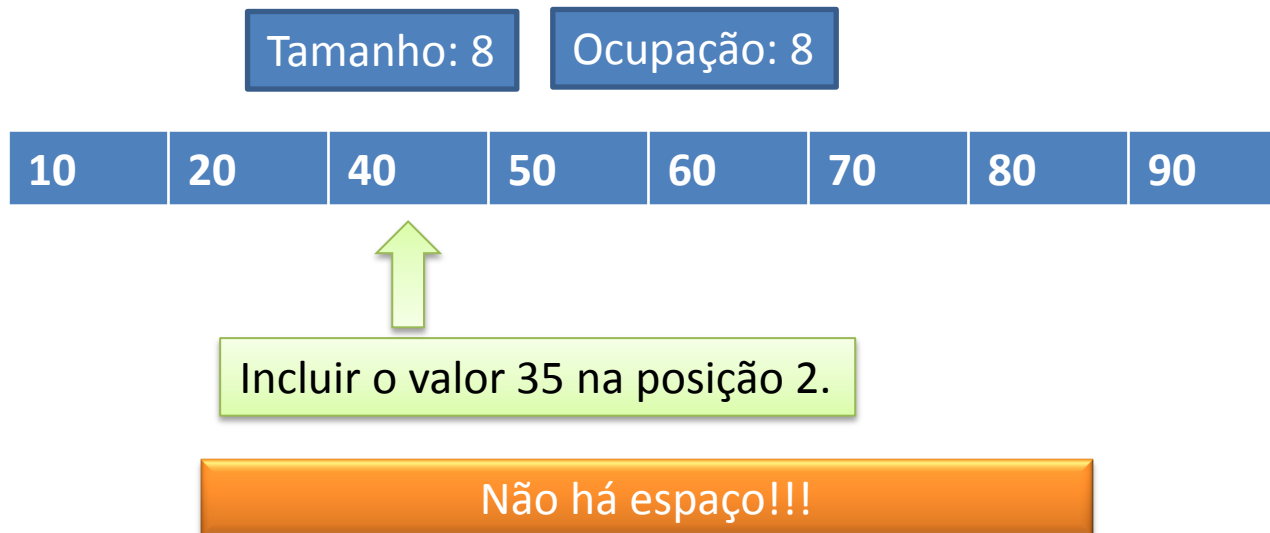 Tamanho: 8 Ocupação: 8
10 20 40 50 60 70 80 90
Incluir o valor 35 na posição 2.
Não há espaço!!!